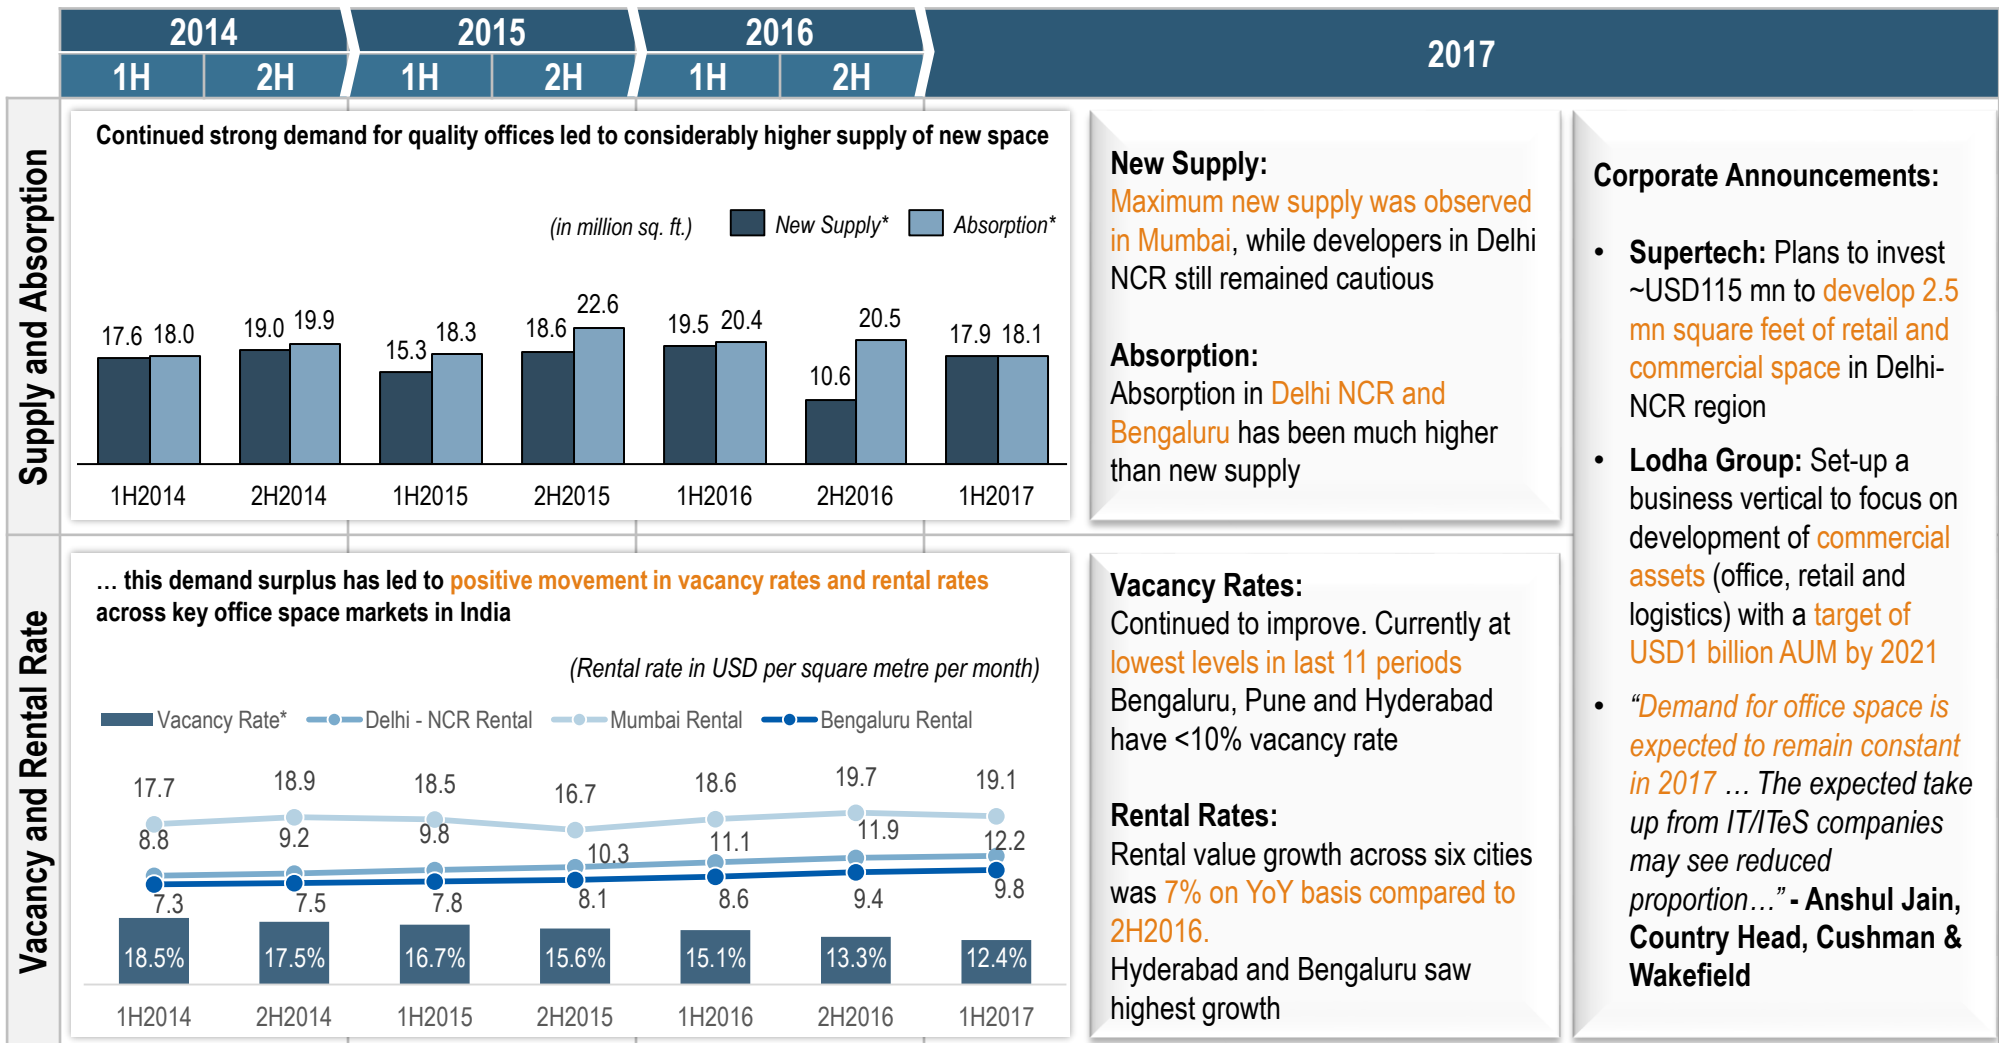 2014
2015
2016
2017
1H
2H
1H
2H
1H
2H
Supply and Absorption
Continued strong demand for quality offices led to considerably higher supply of new space
(in million sq. ft.)
New Supply*
Absorption*
17.6
18.0
19.0
19.9
15.3
18.3
18.6
22.6
19.5
20.4
10.6
20.5
17.9
18.1
1H2014
2H2014
1H2015
2H2015
1H2016
2H2016
1H2017
New Supply:
Maximum new supply was observed
in Mumbai, while developers in Delhi
NCR still remained cautious
Absorption:
Absorption in Delhi NCR and
Bengaluru has been much higher
than new supply
Vacancy and Rental Rate
… this demand surplus has led to positive movement in vacancy rates and rental rates
across key office space markets in India
(Rental rate in USD per square metre per month)
Vacancy Rate*
Delhi - NCR Rental
Mumbai Rental
Bengaluru Rental
17.7
18.9
18.5
16.7
18.6
19.7
19.1
8.8
9.2
9.8
10.3
11.1
11.9
12.2
7.3
7.5
7.8
8.1
8.6
9.4
9.8
18.5%
17.5%
16.7%
15.6%
15.1%
13.3%
12.4%
1H2014
2H2014
1H2015
2H2015
1H2016
2H2016
1H2017
Vacancy Rates:
Continued to improve. Currently at
lowest levels in last 11 periods
Bengaluru, Pune and Hyderabad
have <10% vacancy rate
Rental Rates:
Rental value growth across six cities
was 7% on YoY basis compared to
2H2016.
Hyderabad and Bengaluru saw
highest growth
Corporate Announcements:
• Supertech: Plans to invest
~USD115 mn to develop 2.5
mn square feet of retail and
commercial space in Delhi-
NCR region
• Lodha Group: Set-up a
business vertical to focus on
development of commercial
assets (office, retail and
logistics) with a target of
USD1 billion AUM by 2021
• “Demand for office space is
expected to remain constant
in 2017 … The expected take
up from IT/ITeS companies
may see reduced
proportion…” - Anshul Jain,
Country Head, Cushman &
Wakefield